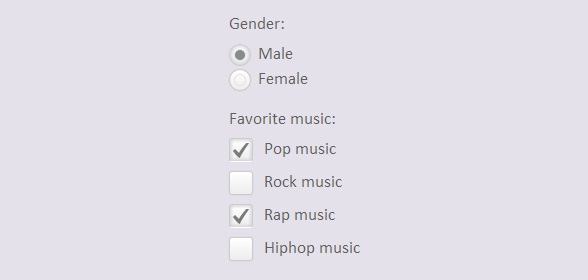 Gender:
Male
Female
Favorite music:
Pop music
Rock music
Rap music
Hiphop music